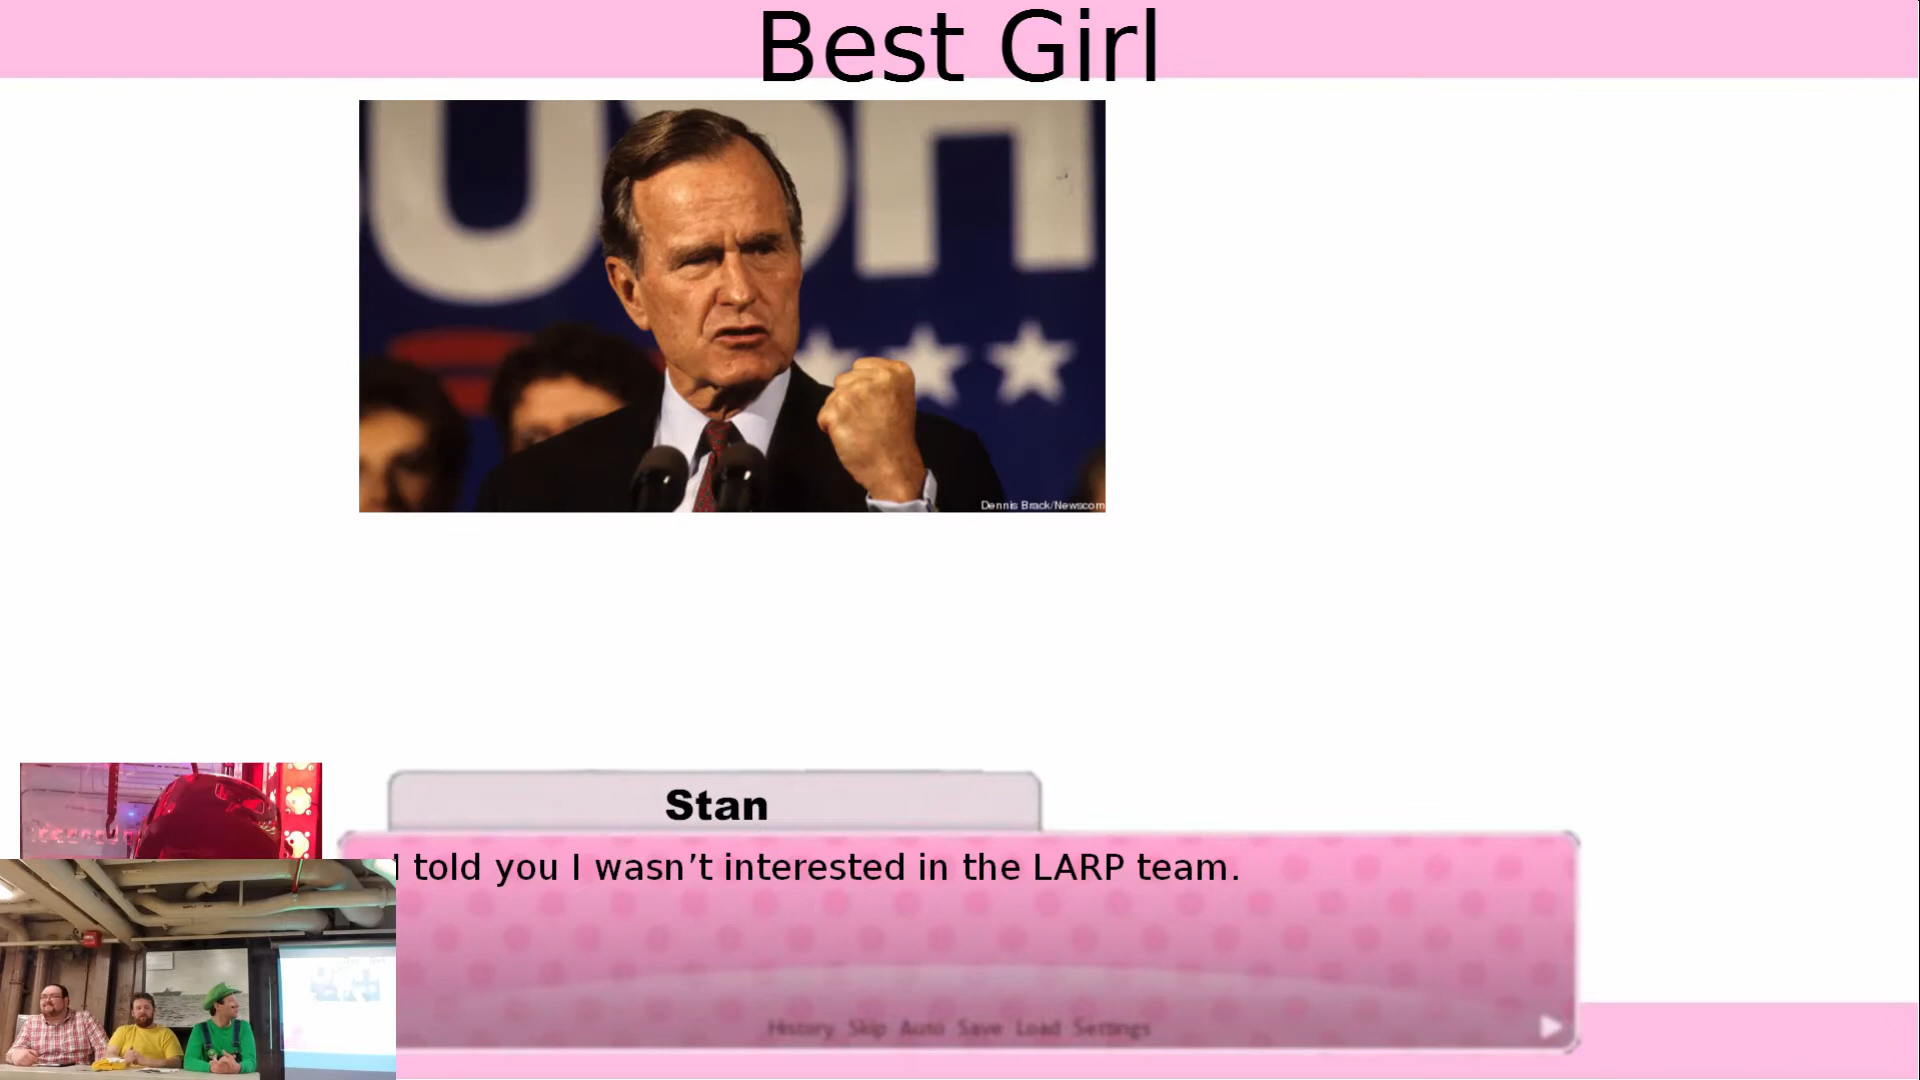 Best Girl
USH
Dennis Brack/Newscom
Stan
I told you I wasn’t interested in the LARP team.
History Skip Auto Save Load Settings